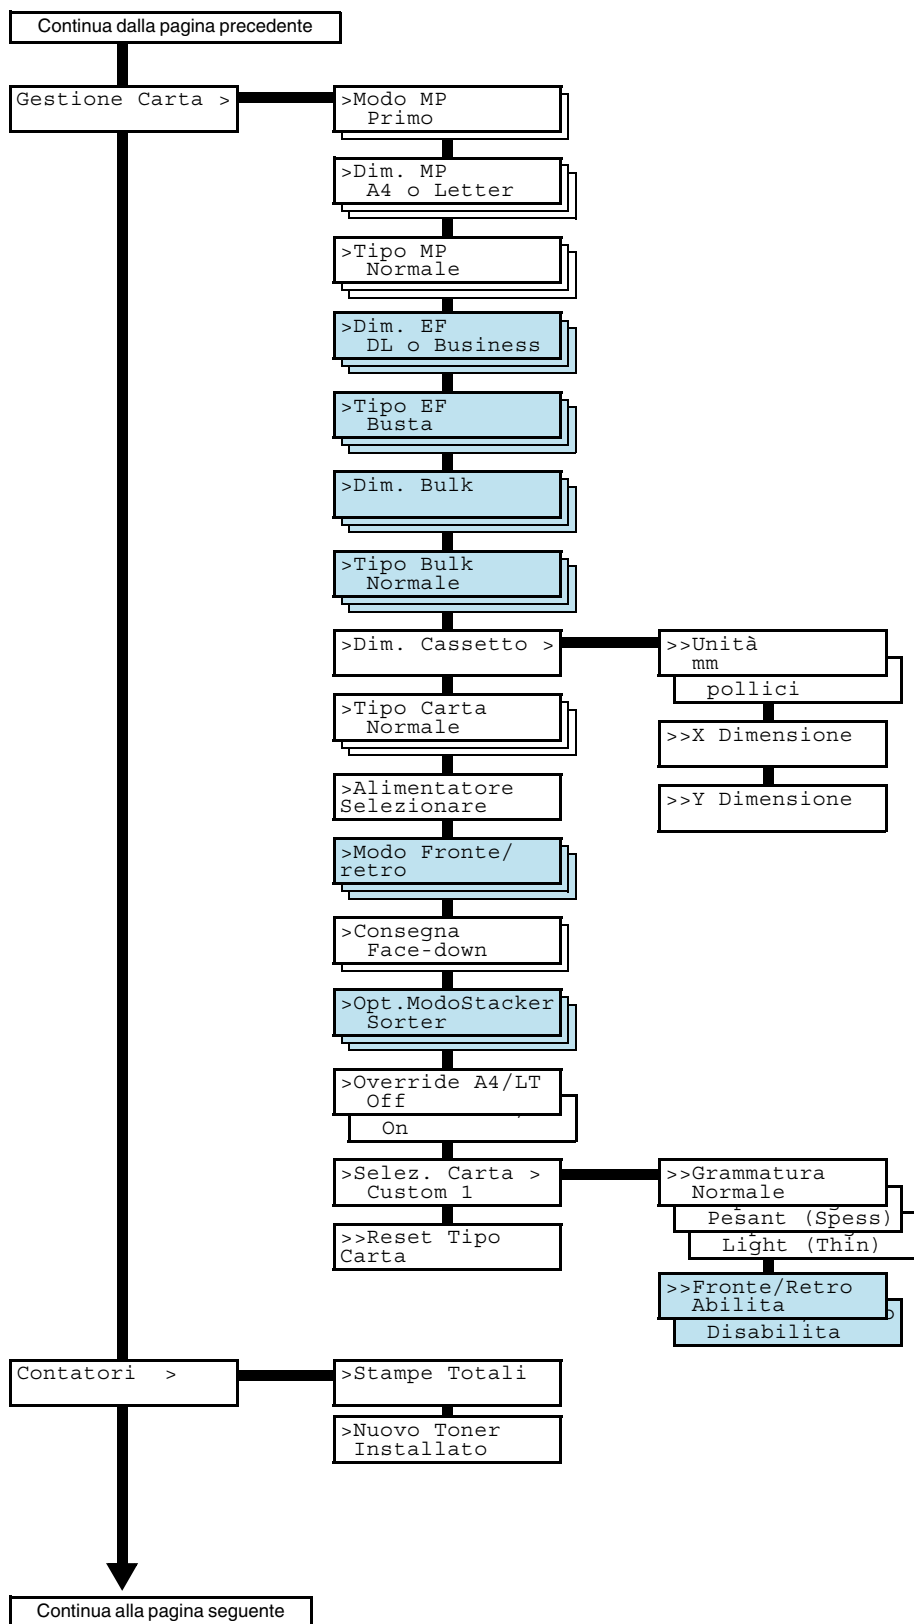 Continua dalla pagina precedente
Gestione Carta >
>Modo MP
Primo
>Dim. MP
A4 o Letter
>Tipo MP
Normale
>Dim. EF
DL o Business
>Tipo EF
Busta
>Dim. Bulk
>Tipo Bulk
Normale
>Dim. Cassetto >
>>Unità
mm
pollici
>>X Dimensione
>>Y Dimensione
>Tipo Carta
Normale
>Alimentatore
Selezionare
>Modo Fronte/
retro
>Consegna
Face-down
>Opt.ModoStacker
Sorter
>Override A4/LT
Off
On
>Selez. Carta >
Custom 1
>>Grammatura
Normale
Pesant (Spess)
Light (Thin)
>>Fronte/Retro
Abilita
Disabilita
>>Reset Tipo
Carta
Contatori >
>Stampe Totali
>Nuovo Toner
Installato
Continua alla pagina seguente